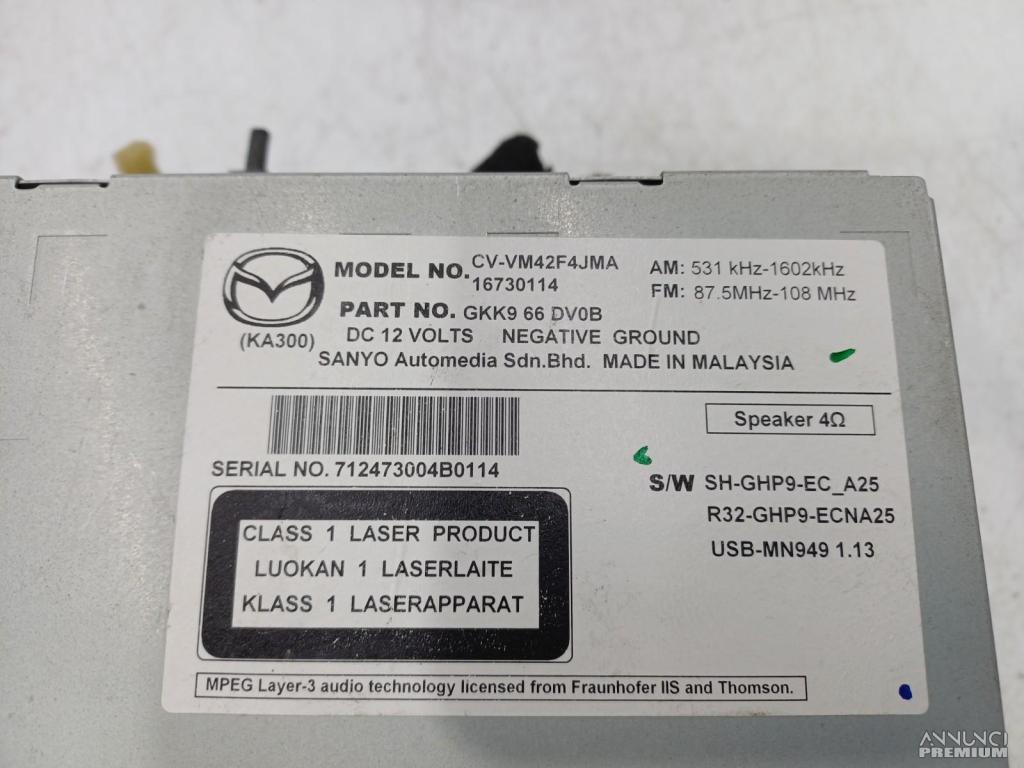 MODEL NO. CV-VM42F4JMA
16730114
AM: 531 kHz-1602kHz
FM: 87.5MHz-108 MHz
PART NO. GKK9 66 DV0B
(KA300)
DC 12 VOLTS NEGATIVE GROUND
SANYO Automedia Sdn.Bhd. MADE IN MALAYSIA
Speaker 4Ω
SERIAL NO. 712473004B0114
S/W SH-GHP9-EC_A25
R32-GHP9-ECNA25
USB-MN949 1.13
CLASS 1 LASER PRODUCT
LUOKAN 1 LASERLAITE
KLASS 1 LASERAPPARAT
MPEG Layer-3 audio technology licensed from Fraunhofer IIS and Thomson.
ANNUNCI
PREMIUM